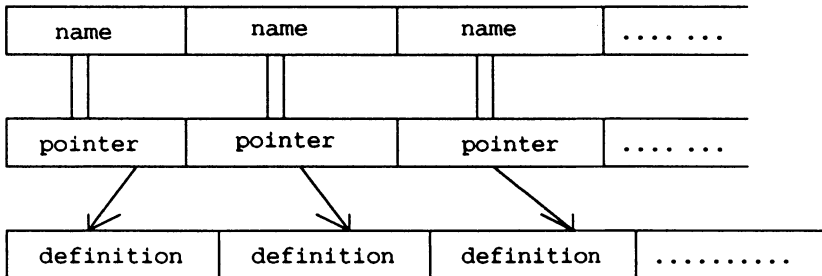 name name name .... ...
pointer pointer pointer .... ...
definition definition definition ..........